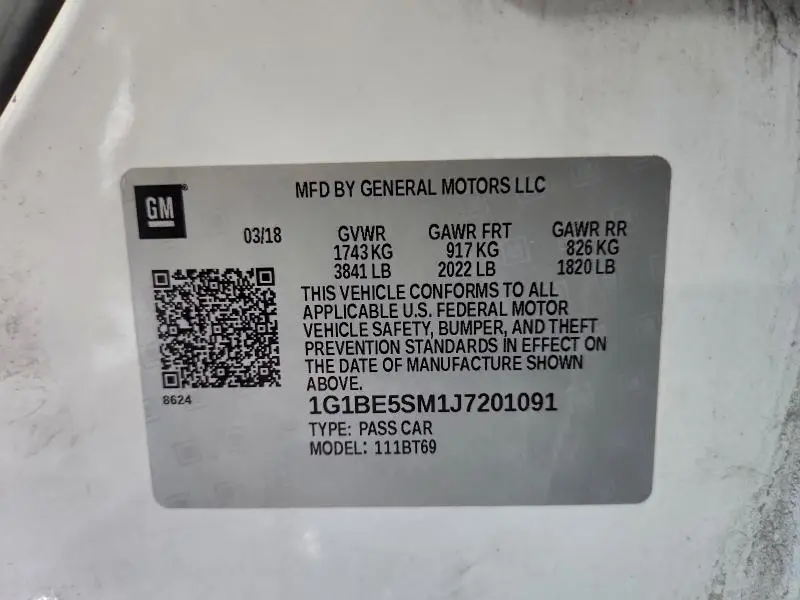 GM
MFD BY GENERAL MOTORS LLC
03/18 GVWR GAWR FRT GAWR RR
1743 KG 917 KG 826 KG
3841 LB 2022 LB 1820 LB
THIS VEHICLE CONFORMS TO ALL
APPLICABLE U.S. FEDERAL MOTOR
VEHICLE SAFETY, BUMPER, AND THEFT
PREVENTION STANDARDS IN EFFECT ON
THE DATE OF MANUFACTURE SHOWN
ABOVE.
8624
1G1BE5SM1J7201091
TYPE: PASS CAR
MODEL: 111BT69